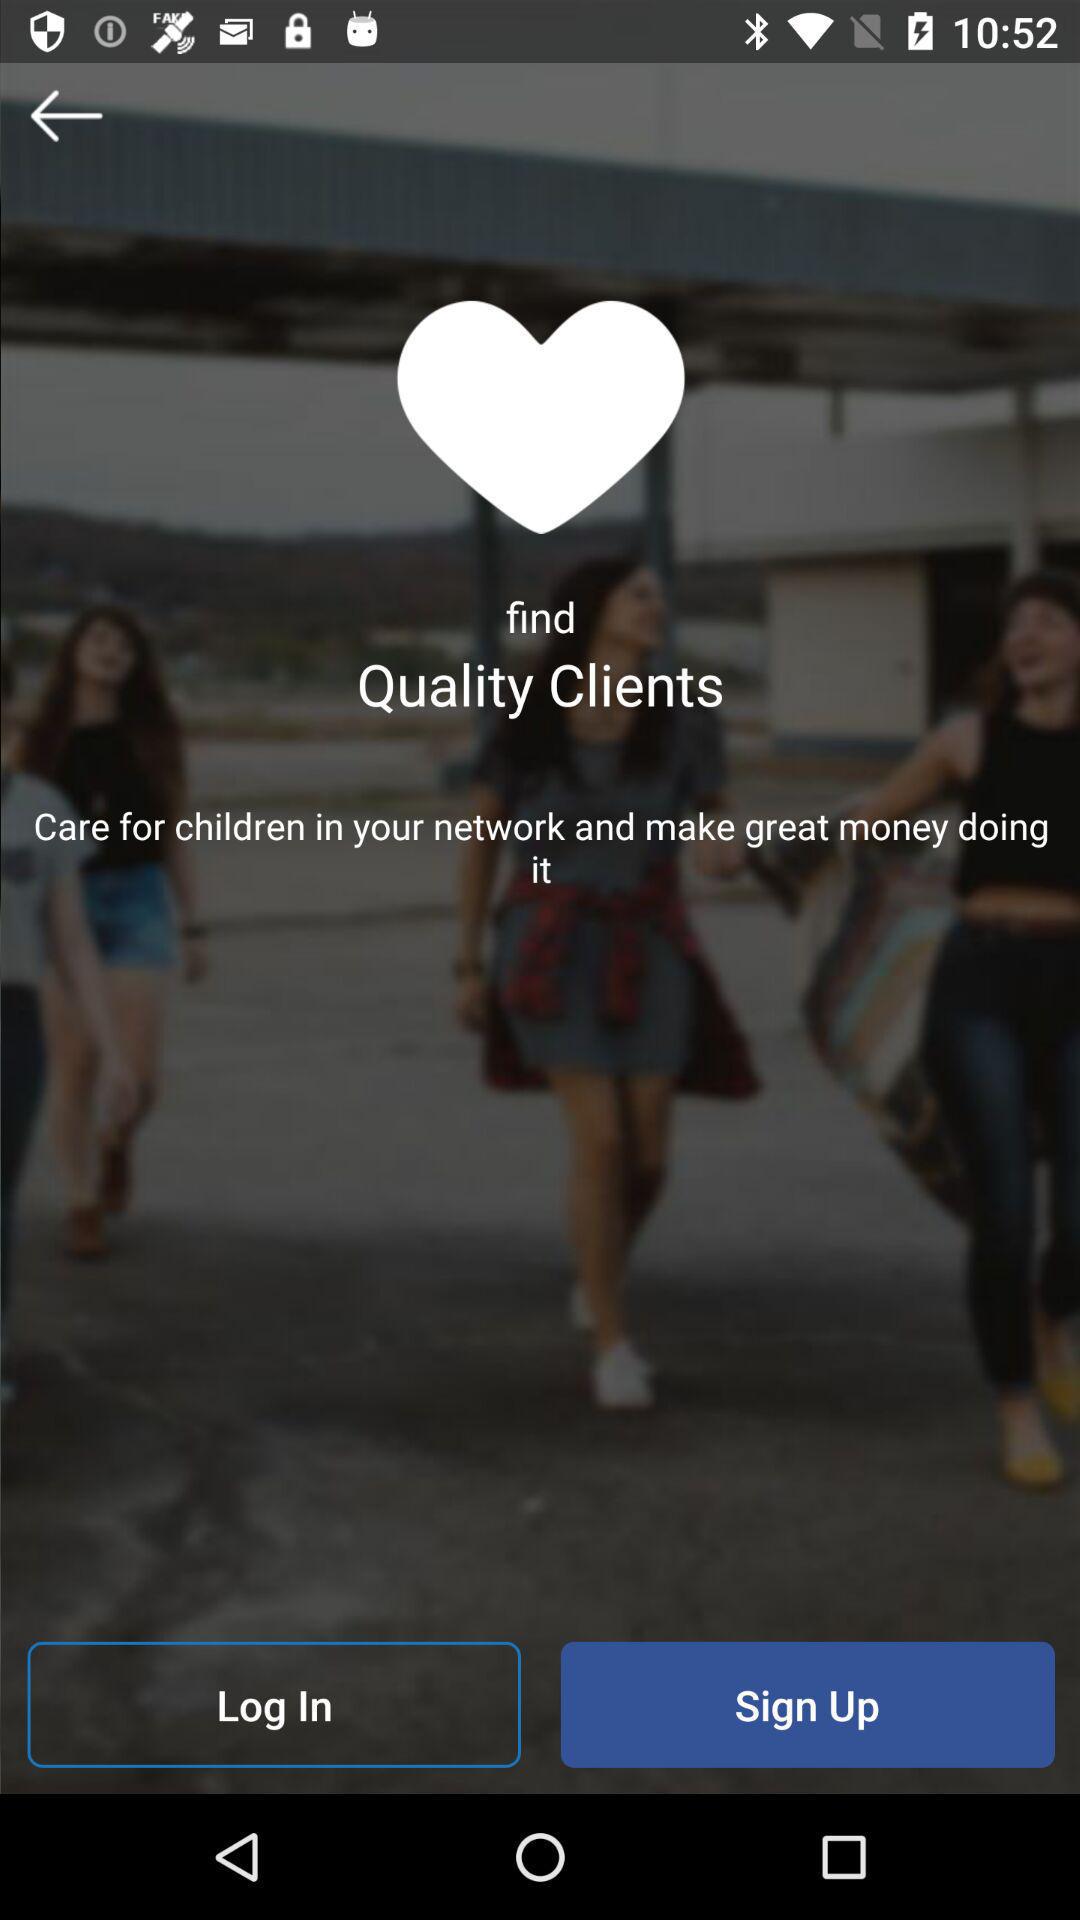 FAKE
10:52
find
Quality Clients
Care for children in your network and make great money doing
it
Log In
Sign Up